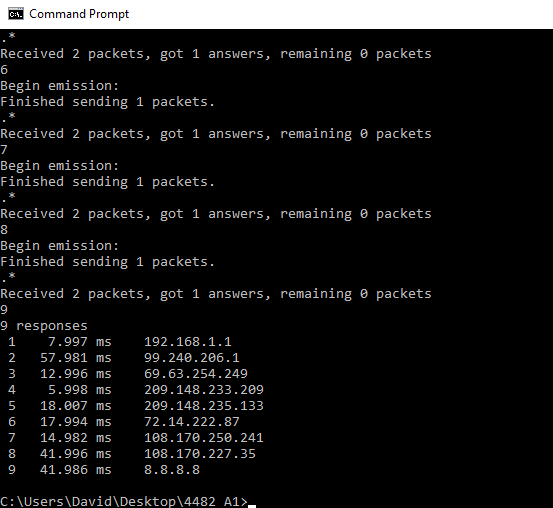 Command Prompt
.*
Received 2 packets, got 1 answers, remaining 0 packets
6
Begin emission:
Finished sending 1 packets.
.*
Received 2 packets, got 1 answers, remaining 0 packets
7
Begin emission:
Finished sending 1 packets.
.*
Received 2 packets, got 1 answers, remaining 0 packets
8
Begin emission:
Finished sending 1 packets.
.*
Received 2 packets, got 1 answers, remaining 0 packets
9
9 responses
 1    7.997 ms    192.168.1.1
 2   57.981 ms    99.240.206.1
 3   12.996 ms    69.63.254.249
 4    5.998 ms    209.148.233.209
 5   18.007 ms    209.148.235.133
 6   17.994 ms    72.14.222.87
 7   14.982 ms    108.170.250.241
 8   41.996 ms    108.170.227.35
 9   41.986 ms    8.8.8.8
C:\Users\David\Desktop\4482 A1>